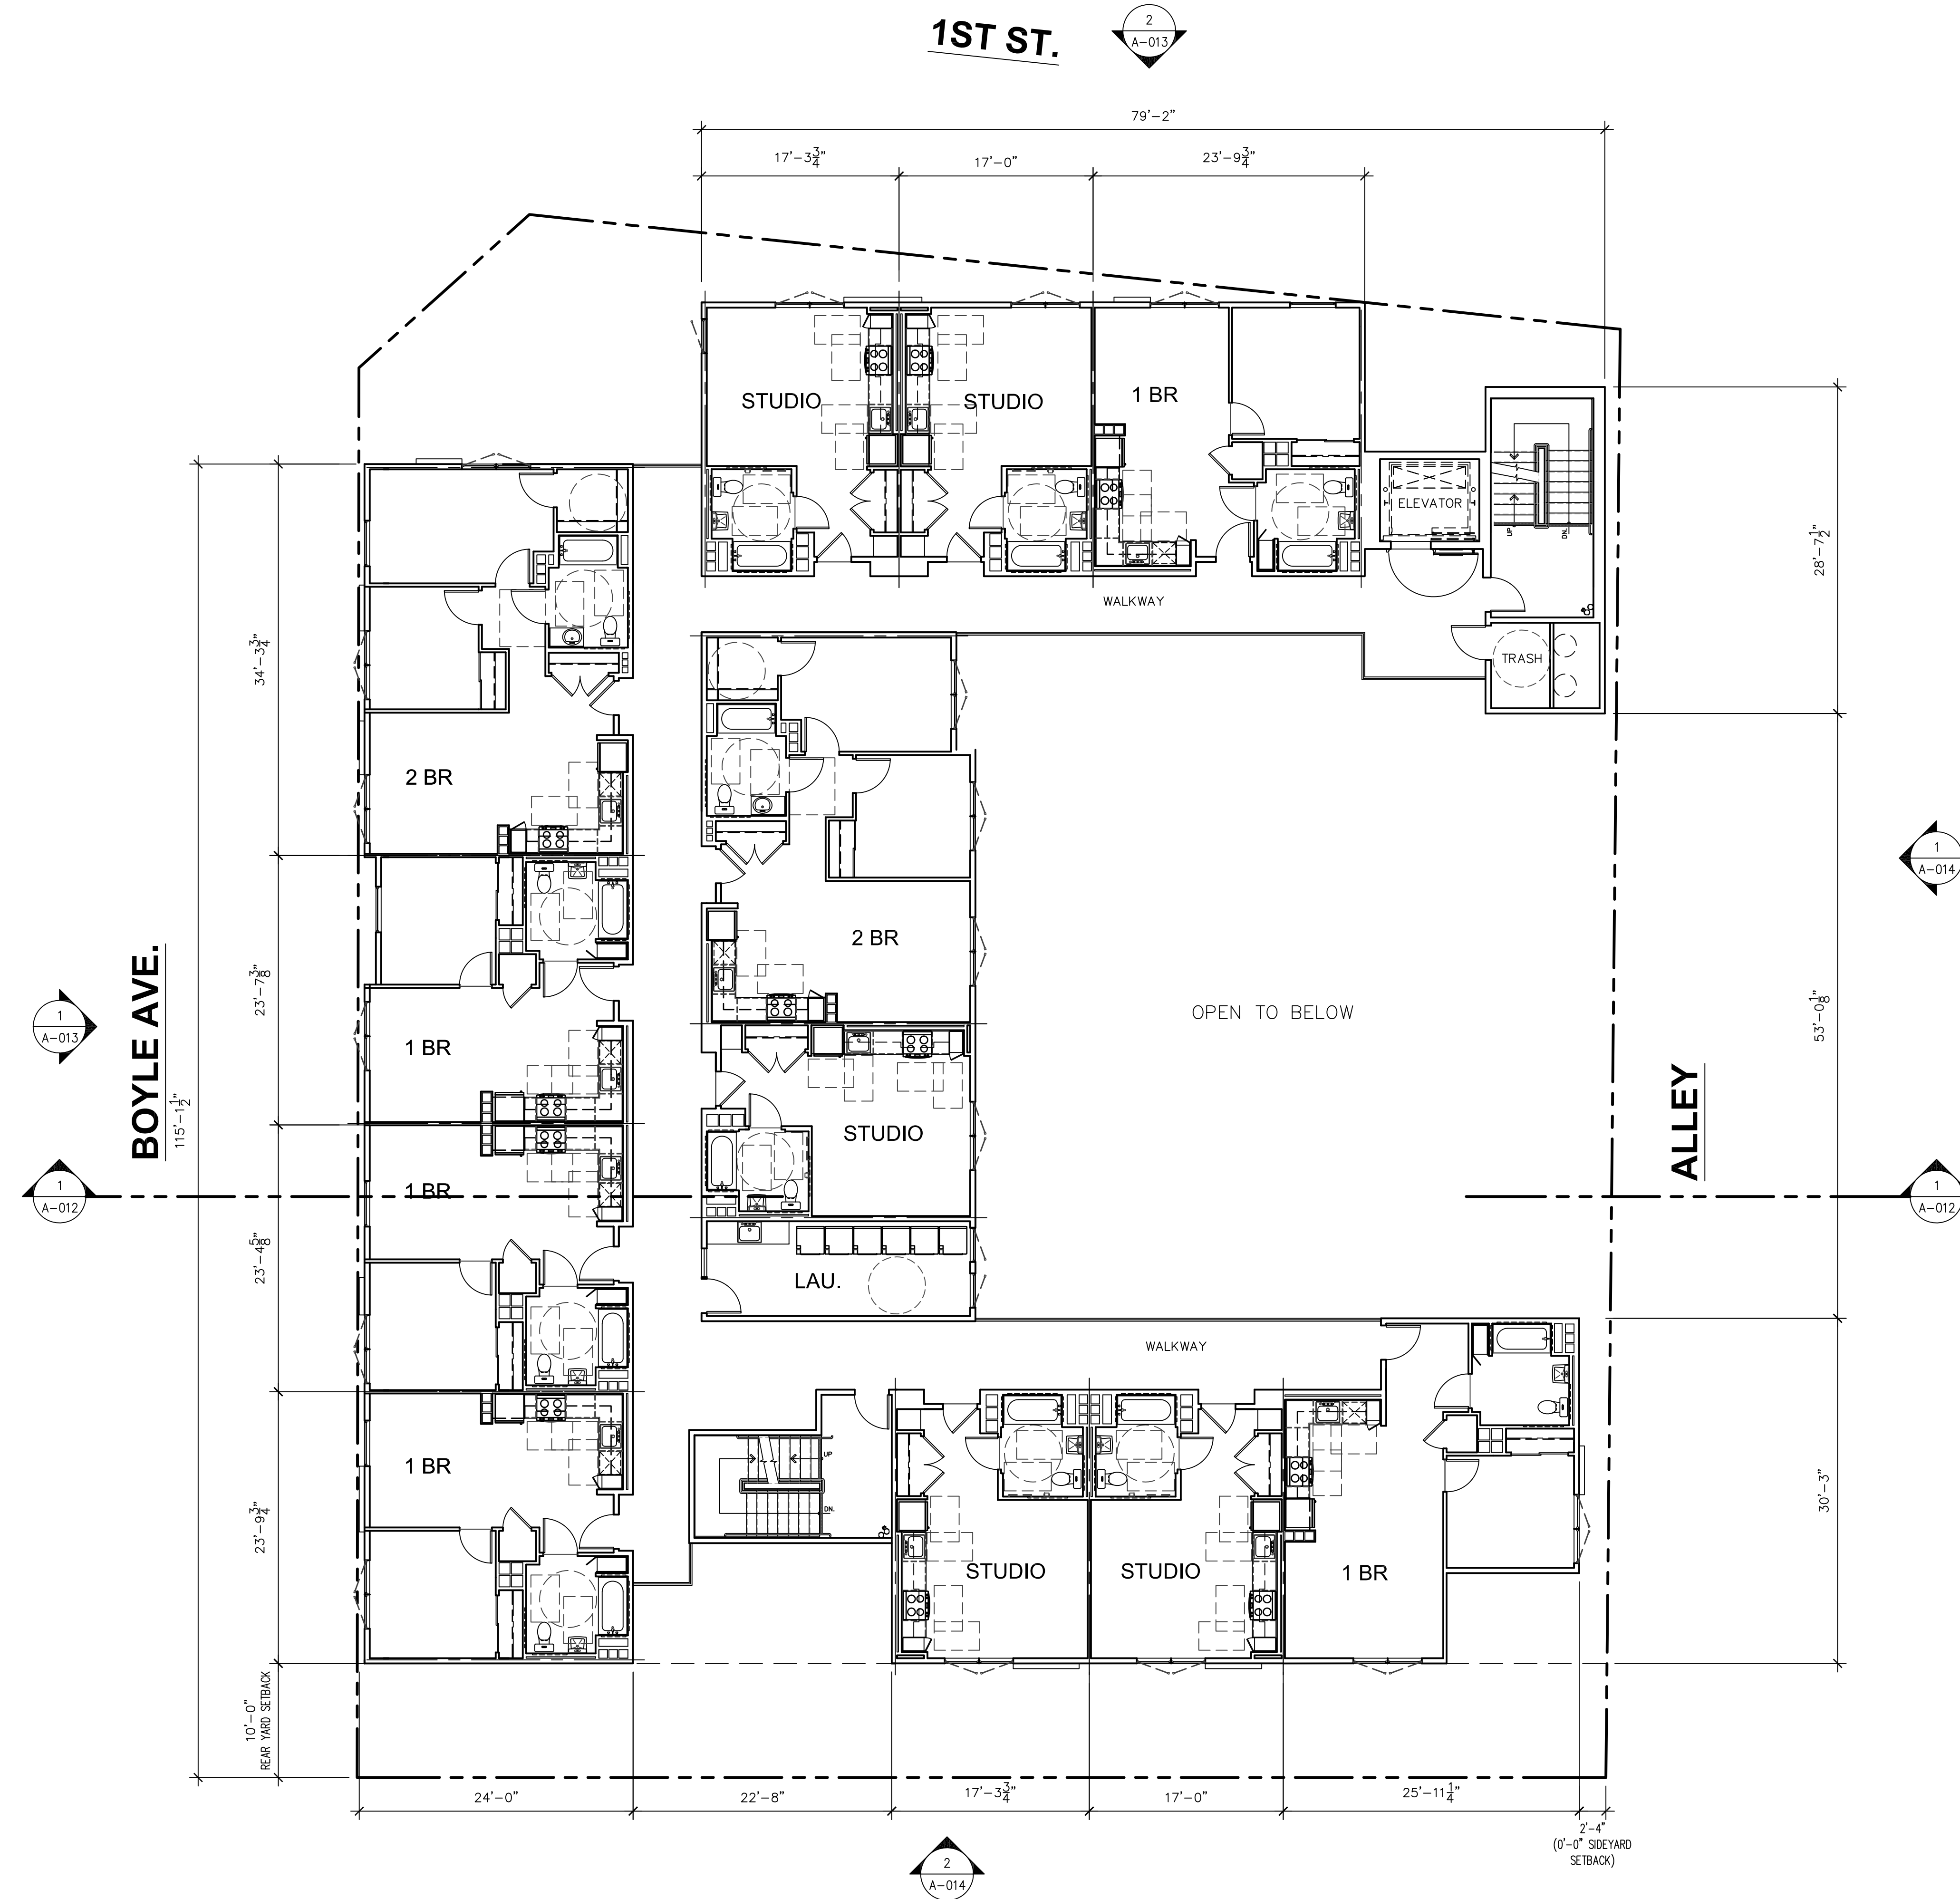 1ST ST.
2
A-013
79'-2"
17'-3 3/4"
17'-0"
23'-9 3/4"
STUDIO
STUDIO
1 BR
ELEVATOR
UP
DN.
28'-7 1/2"
WALKWAY
TRASH
34'-3 3/4"
2 BR
1
A-014
2 BR
BOYLE AVE.
115'-1 1/2"
23'-7 3/8"
1
A-013
1 BR
OPEN TO BELOW
53'-0 1/8"
ALLEY
STUDIO
1
A-012
1 BR
1
A-012
23'-4 5/8"
LAU.
WALKWAY
UP
DN.
1 BR
23'-9 3/4"
30'-3"
STUDIO
STUDIO
1 BR
10'-0"
REAR YARD SETBACK
24'-0"
22'-8"
17'-3 3/4"
17'-0"
25'-11 1/4"
2'-4"
(0'-0" SIDEYARD
SETBACK)
2
A-014